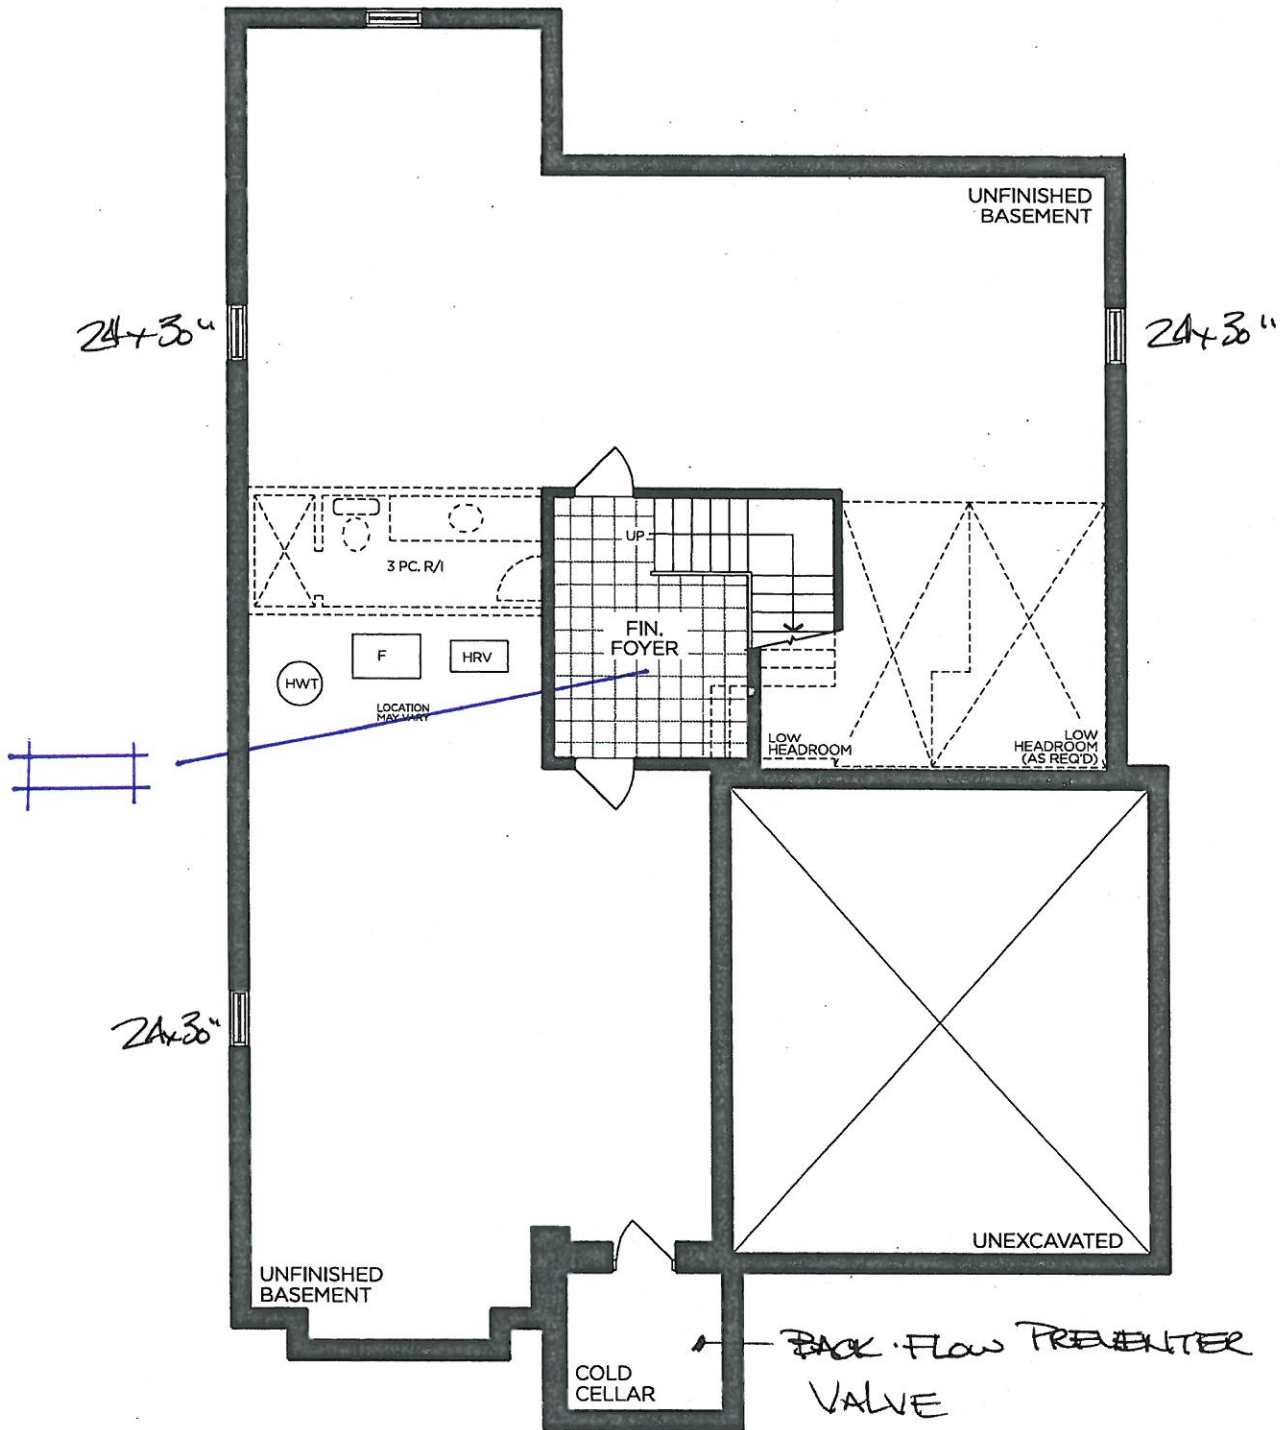 UNFINISHED
BASEMENT
24x30"
24x30"
UP
3 PC. R/I
FIN.
FOYER
F
HRV
HWT
LOCATION
MAY VARY
LOW
HEADROOM
LOW
HEADROOM
(AS REQ'D)
24x30"
UNEXCAVATED
UNFINISHED
BASEMENT
BACK·FLOW PREVENTER
VALVE
COLD
CELLAR